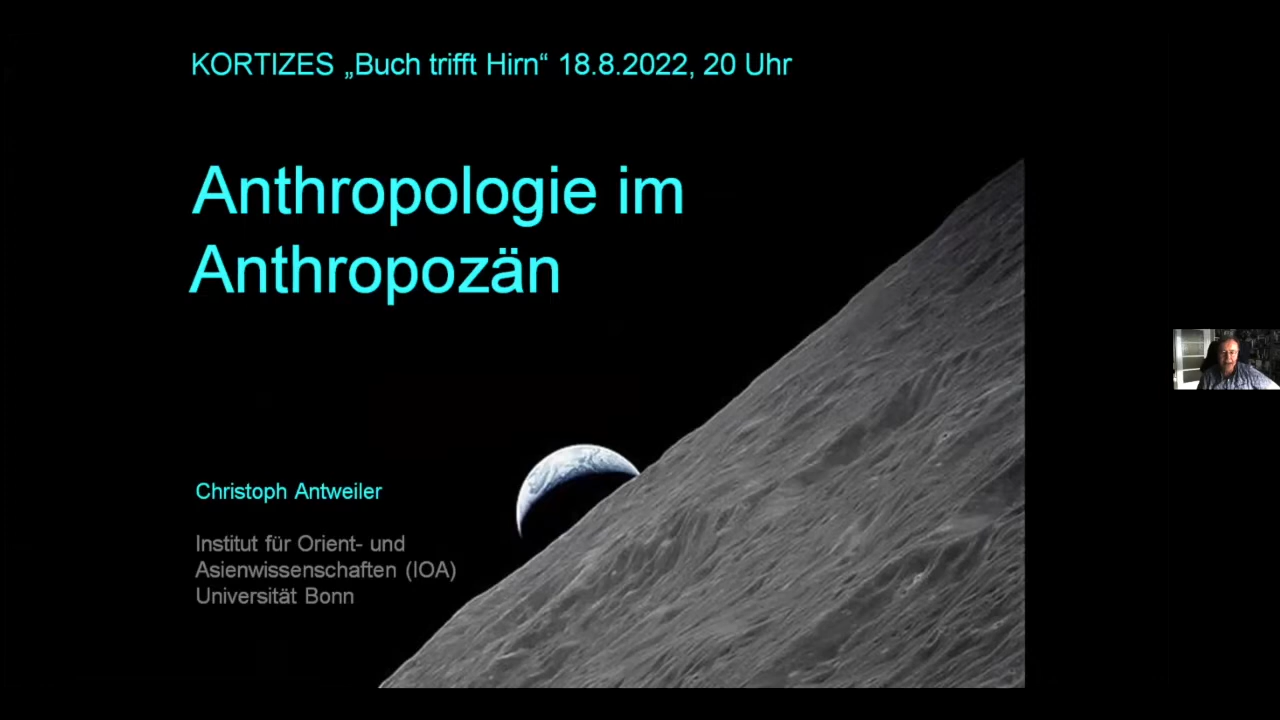 KORTIZES „Buch trifft Hirn“ 18.8.2022, 20 Uhr
Anthropologie im
Anthropozän
Christoph Antweiler
Institut für Orient- und
Asienwissenschaften (IOA)
Universität Bonn